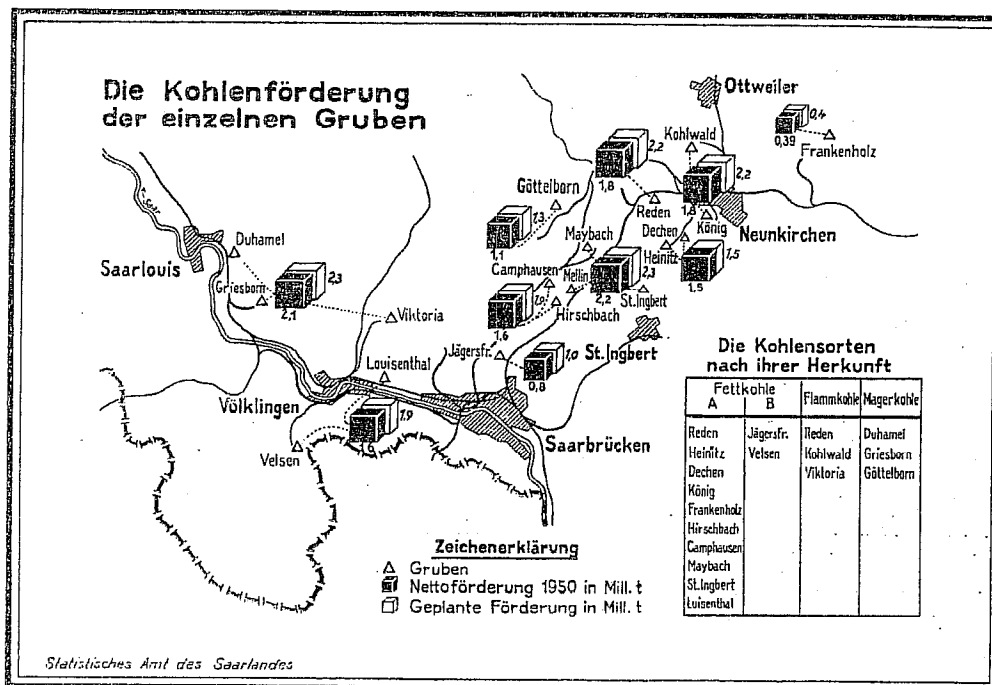 Die Kohlenförderung
der einzelnen Gruben
Ottweiler
Kohlwald
0,4
0,39
Frankenholz
2,2
1,8
2,2
1,8
Göttelborn
Reden
König
Neunkirchen
1,3
1,1
Maybach
Dechen
Heinitz
1,5
1,5
Saar
Duhamel
Saarlouis
Griesborn
2,3
2,1
Viktoria
Camphausen
Mellin
2,3
2,2
St.Ingbert
1,6
Hirschbach
Jägersfr.
1,0
0,8
St.Ingbert
Louisenthal
Völklingen
1,9
Velsen
Saarbrücken
Die Kohlensorten
nach ihrer Herkunft
Fettkohle Flammkohle Magerkohle
A B
Reden Jägersfr. Reden Duhamel
Heinitz Velsen Kohlwald Griesborn
Dechen Viktoria Göttelborn
König
Frankenholz
Hirschbach
Camphausen
Maybach
St.Ingbert
Luisenthal
Zeichenerklärung
Gruben
Nettoförderung 1950 in Mill. t
Geplante Förderung in Mill. t
Statistisches Amt des Saarlandes